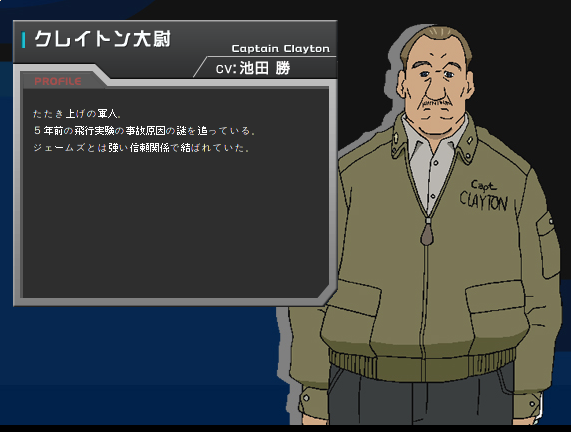 クレイトン大尉
Captain Clayton
CV:池田 勝
PROFILE
たたき上げの軍人。
５年前の飛行実験の事故原因の謎を追っている。
ジェームズとは強い信頼関係で結ばれていた。
Capt
CLAYTON